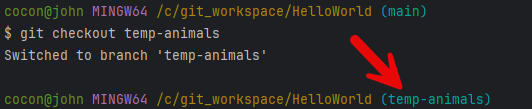 cocon@john MINGW64 /c/git_workspace/HelloWorld (main)
$ git checkout temp-animals
Switched to branch 'temp-animals'
cocon@john MINGW64 /c/git_workspace/HelloWorld (temp-animals)